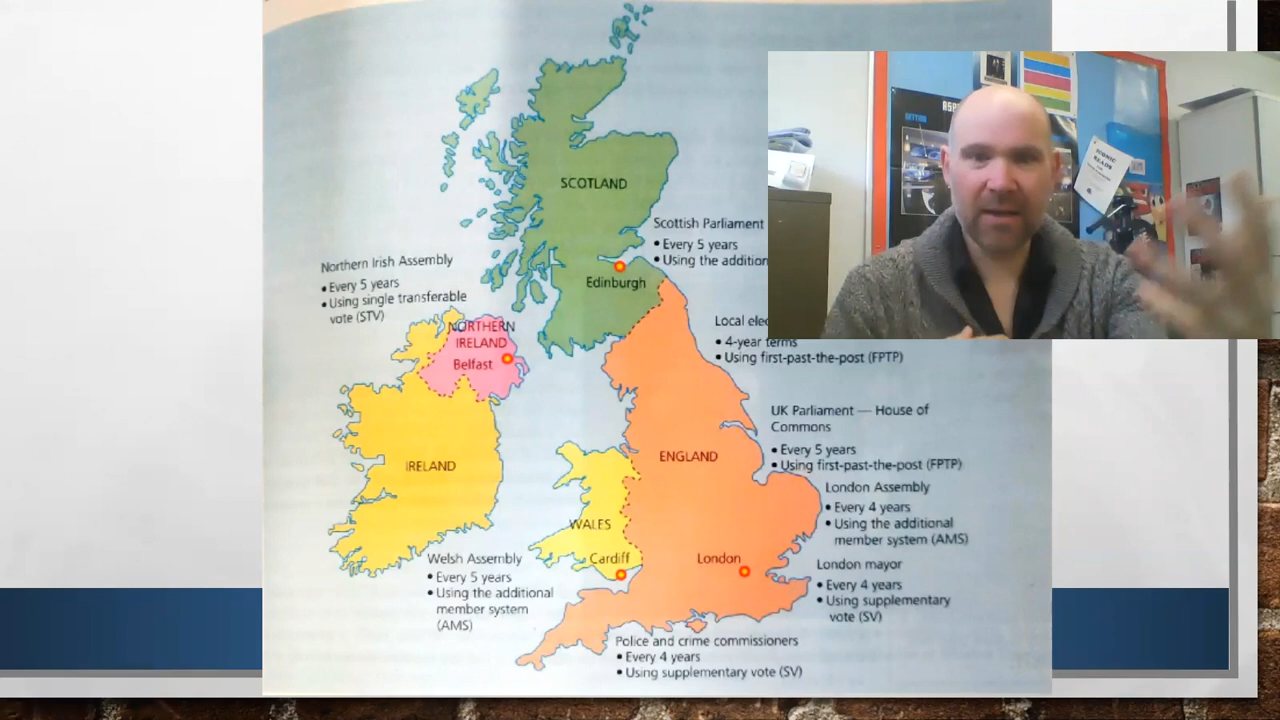 SCOTLAND
Scottish Parliament
• Every 5 years
• Using the
Edinburgh
Northern Irish Assembly
• Every 5 years
• Using single transferable
vote (STV)
NORTHERN
IRELAND
Belfast
Local
• 4-year terms
• Using first-past-the-post (FPTP)
UK Parliament — House of
Commons
• Every 5 years
• Using first-past-the-post (FPTP)
ENGLAND
IRELAND
London Assembly
• Every 4 years
• Using the additional
member system (AMS)
WALES
Cardiff
London
Welsh Assembly
• Every 5 years
• Using the additional
member system
(AMS)
London mayor
• Every 4 years
• Using supplementary
vote (SV)
Police and crime commissioners
• Every 4 years
• Using supplementary vote (SV)